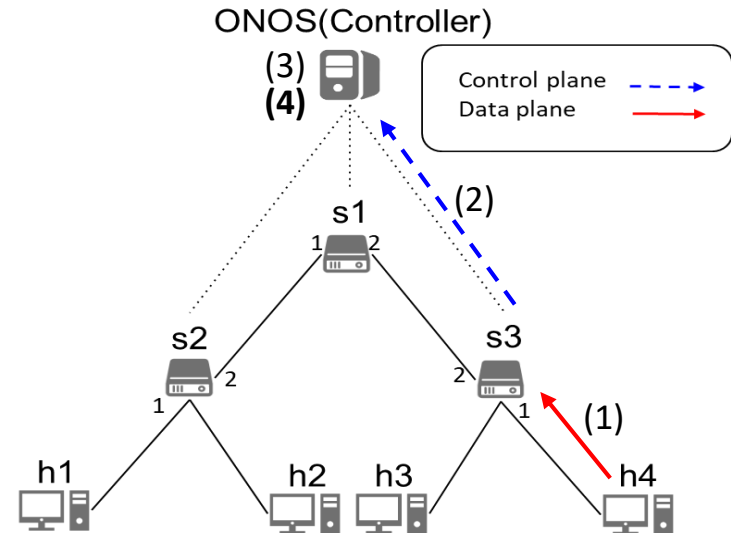 ONOS(Controller)
(3)
(4)
Control plane
Data plane
(2)
s1
1 2
s2
s3
2
2
1
1
(1)
h1
h2
h3
h4